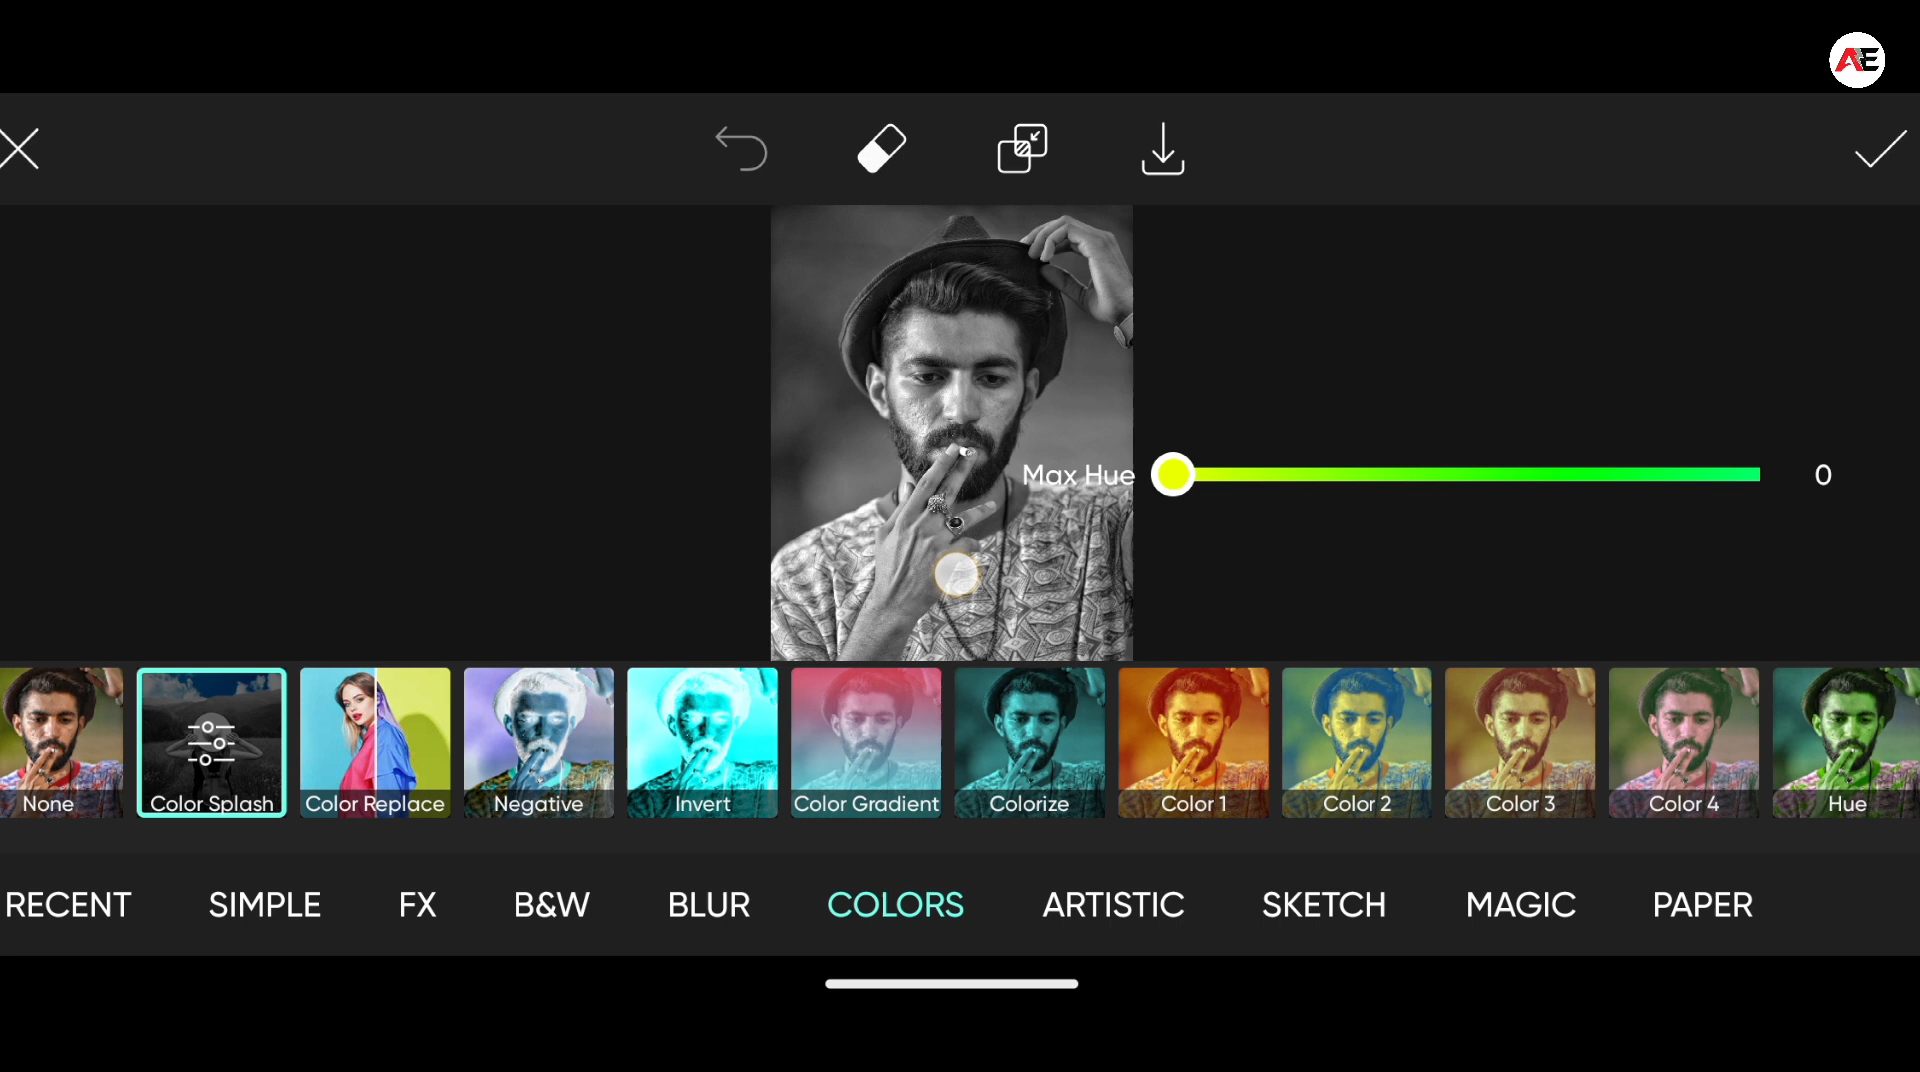 AE
Max Hue 0
None Color Splash Color Replace Negative Invert Color Gradient Colorize Color 1 Color 2 Color 3 Color 4 Hue
RECENT SIMPLE FX B&W BLUR COLORS ARTISTIC SKETCH MAGIC PAPER